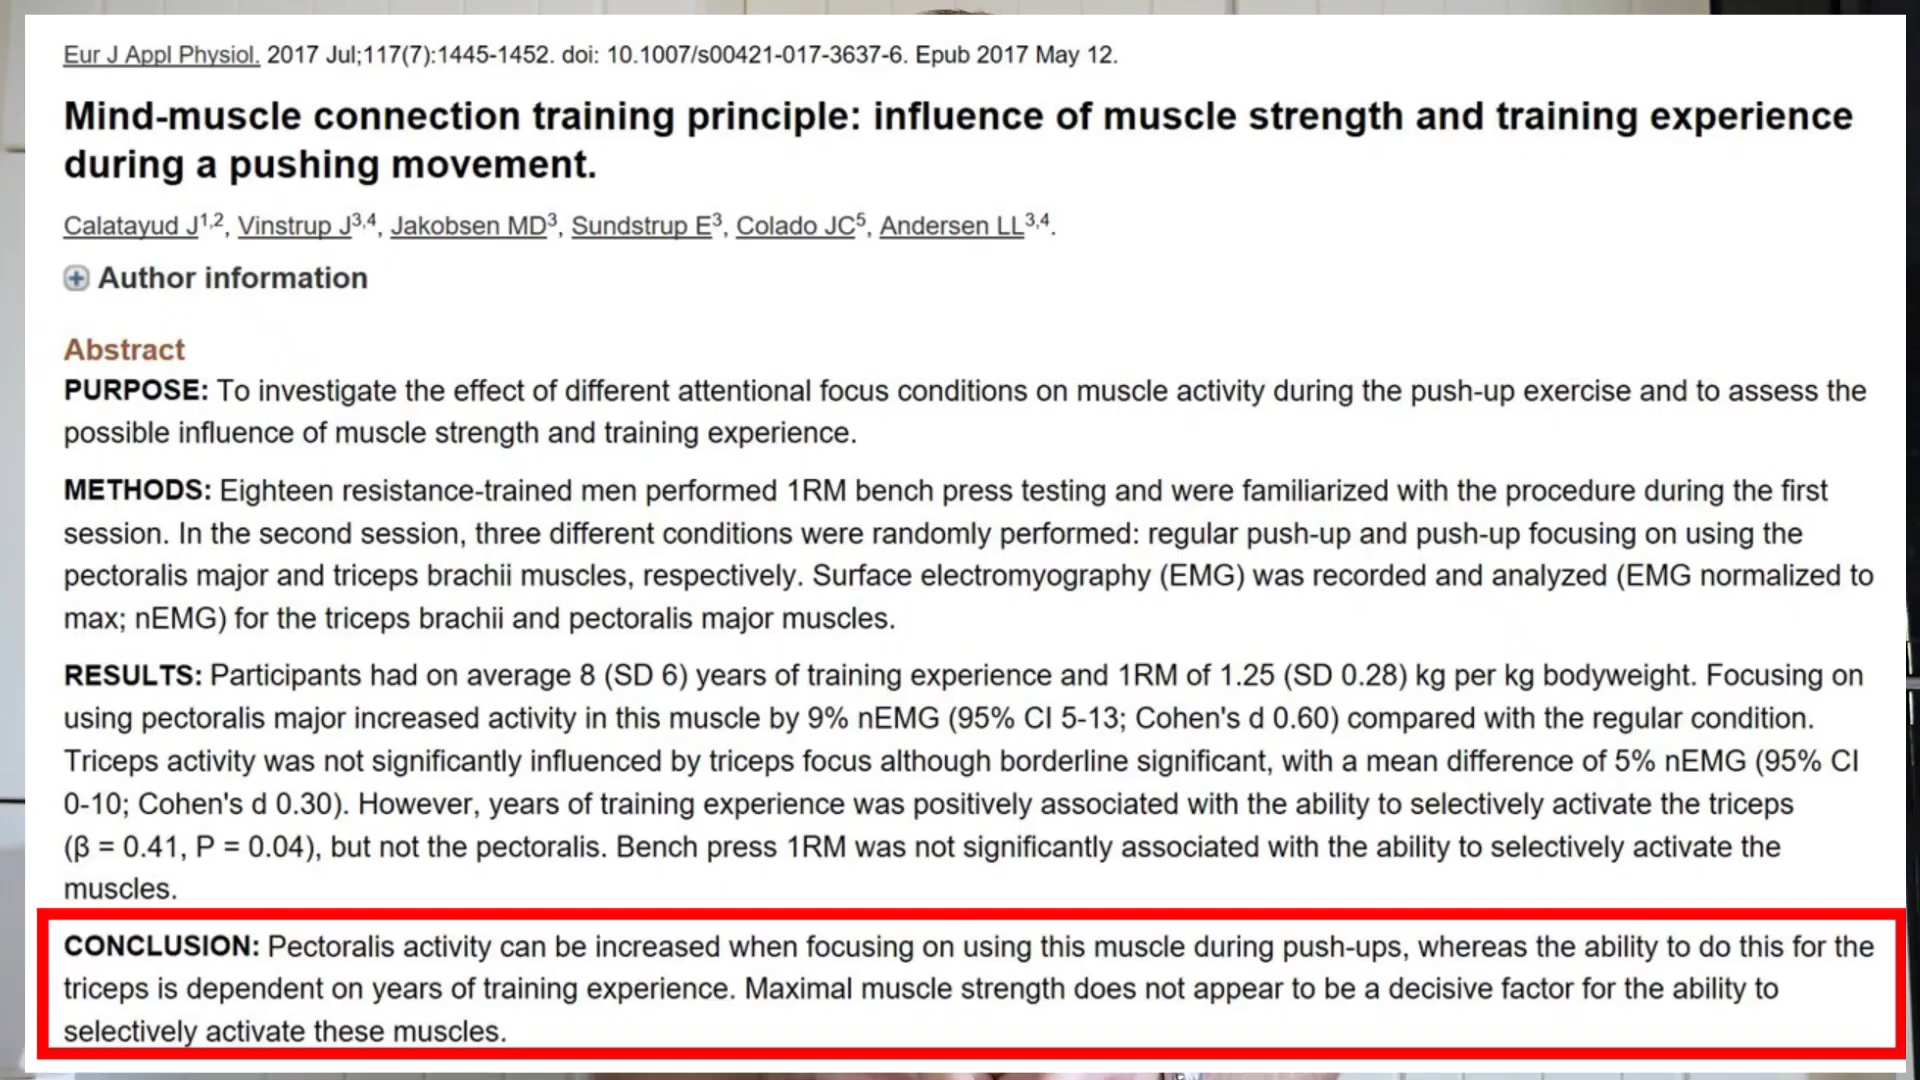 Eur J Appl Physiol. 2017 Jul;117(7):1445-1452. doi: 10.1007/s00421-017-3637-6. Epub 2017 May 12.
Mind-muscle connection training principle: influence of muscle strength and training experience
during a pushing movement.
Calatayud J1,2, Vinstrup J3,4, Jakobsen MD3, Sundstrup E3, Colado JC5, Andersen LL3,4.
Author information
Abstract
PURPOSE: To investigate the effect of different attentional focus conditions on muscle activity during the push-up exercise and to assess the
possible influence of muscle strength and training experience.
METHODS: Eighteen resistance-trained men performed 1RM bench press testing and were familiarized with the procedure during the first
session. In the second session, three different conditions were randomly performed: regular push-up and push-up focusing on using the
pectoralis major and triceps brachii muscles, respectively. Surface electromyography (EMG) was recorded and analyzed (EMG normalized to
max; nEMG) for the triceps brachii and pectoralis major muscles.
RESULTS: Participants had on average 8 (SD 6) years of training experience and 1RM of 1.25 (SD 0.28) kg per kg bodyweight. Focusing on
using pectoralis major increased activity in this muscle by 9% nEMG (95% CI 5-13; Cohen's d 0.60) compared with the regular condition.
Triceps activity was not significantly influenced by triceps focus although borderline significant, with a mean difference of 5% nEMG (95% CI
0-10; Cohen's d 0.30). However, years of training experience was positively associated with the ability to selectively activate the triceps
(β = 0.41, P = 0.04), but not the pectoralis. Bench press 1RM was not significantly associated with the ability to selectively activate the
muscles.
CONCLUSION: Pectoralis activity can be increased when focusing on using this muscle during push-ups, whereas the ability to do this for the
triceps is dependent on years of training experience. Maximal muscle strength does not appear to be a decisive factor for the ability to
selectively activate these muscles.